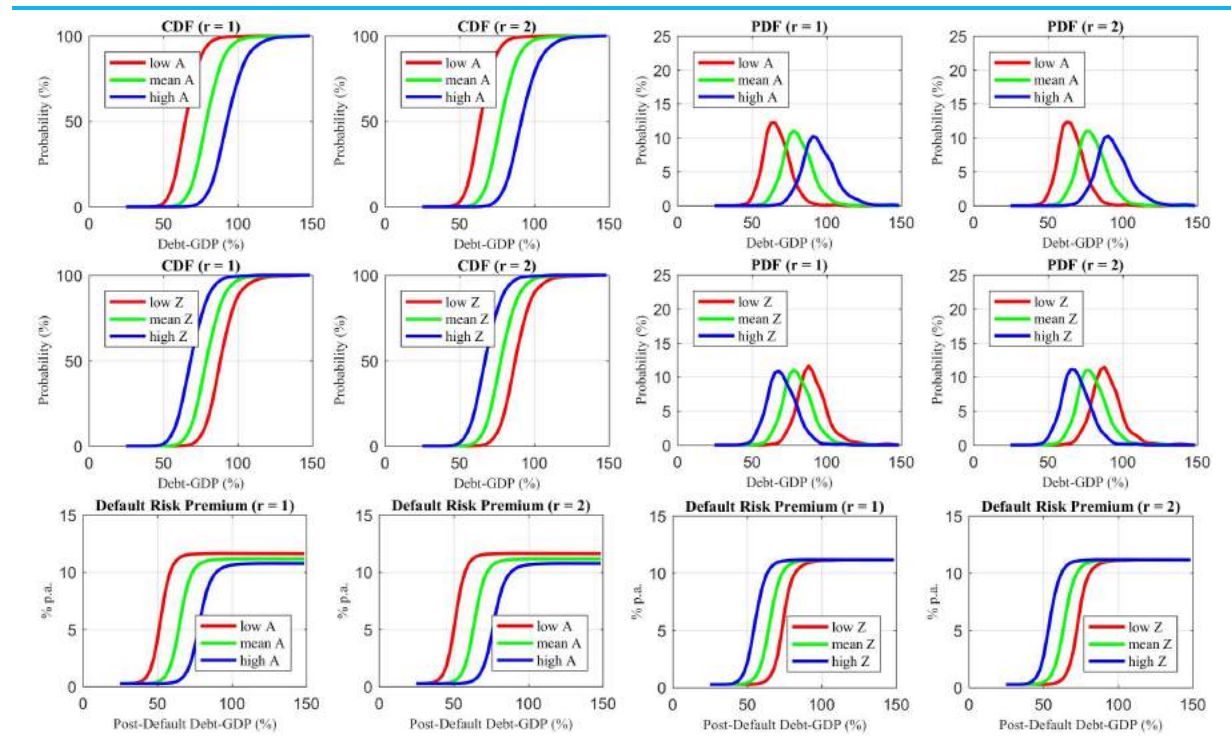 CDF (r = 1)
Probability (%)
100
50
0
low A
mean A
high A
0 50 100 150
Debt-GDP (%)
CDF (r = 2)
Probability (%)
100
50
0
low A
mean A
high A
0 50 100 150
Debt-GDP (%)
PDF (r = 1)
Probability (%)
25
20
15
10
5
0
low A
mean A
high A
0 50 100 150
Debt-GDP (%)
PDF (r = 2)
Probability (%)
25
20
15
10
5
0
low A
mean A
high A
0 50 100 150
Debt-GDP (%)
CDF (r = 1)
Probability (%)
100
50
0
low Z
mean Z
high Z
0 50 100 150
Debt-GDP (%)
CDF (r = 2)
Probability (%)
100
50
0
low Z
mean Z
high Z
0 50 100 150
Debt-GDP (%)
PDF (r = 1)
Probability (%)
25
20
15
10
5
0
low Z
mean Z
high Z
0 50 100 150
Debt-GDP (%)
PDF (r = 2)
Probability (%)
25
20
15
10
5
0
low Z
mean Z
high Z
0 50 100 150
Debt-GDP (%)
Default Risk Premium (r = 1)
% p.a.
15
10
5
0
low A
mean A
high A
0 50 100 150
Post-Default Debt-GDP (%)
Default Risk Premium (r = 2)
% p.a.
15
10
5
0
low A
mean A
high A
0 50 100 150
Post-Default Debt-GDP (%)
Default Risk Premium (r = 1)
% p.a.
15
10
5
0
low Z
mean Z
high Z
0 50 100 150
Post-Default Debt-GDP (%)
Default Risk Premium (r = 2)
% p.a.
15
10
5
0
low Z
mean Z
high Z
0 50 100 150
Post-Default Debt-GDP (%)